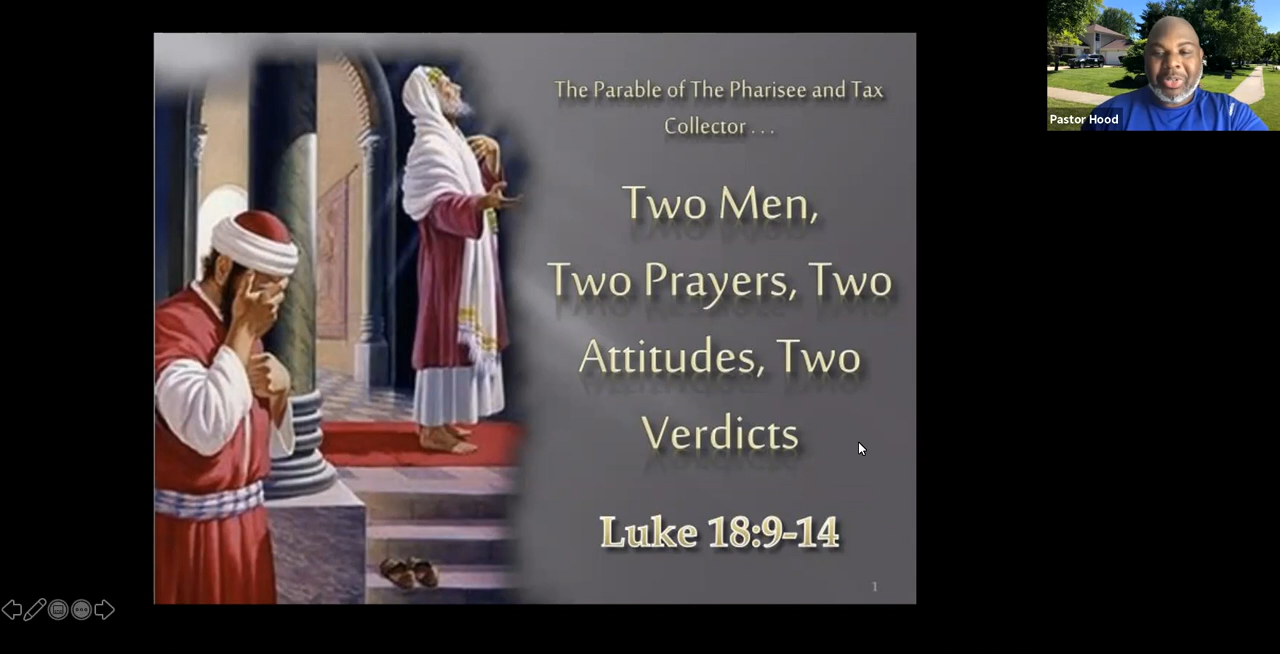 The Parable of The Pharisee and Tax
Collector . . .
Two Men,
Two Prayers, Two
Attitudes, Two
Verdicts
Luke 18:9-14
1
Pastor Hood